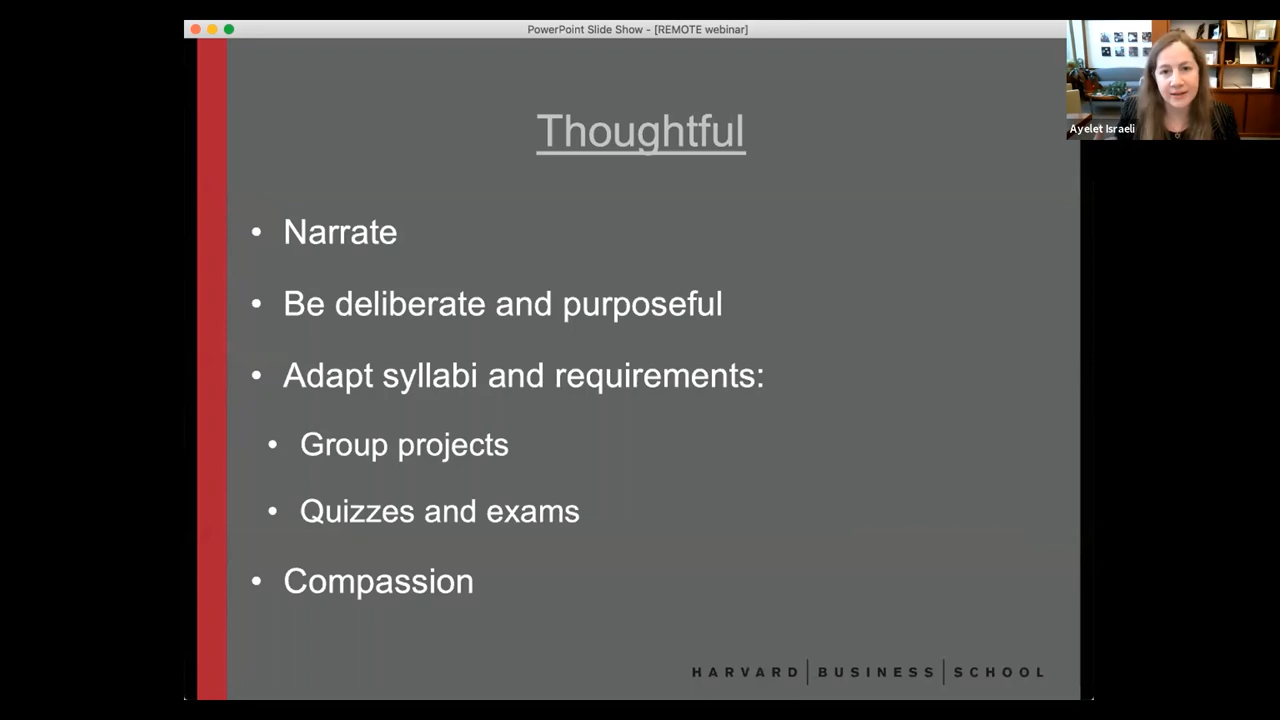 PowerPoint Slide Show - [REMOTE webinar]
Ayelet Israeli
Thoughtful
• Narrate
• Be deliberate and purposeful
• Adapt syllabi and requirements:
• Group projects
• Quizzes and exams
• Compassion
HARVARD | BUSINESS | SCHOOL